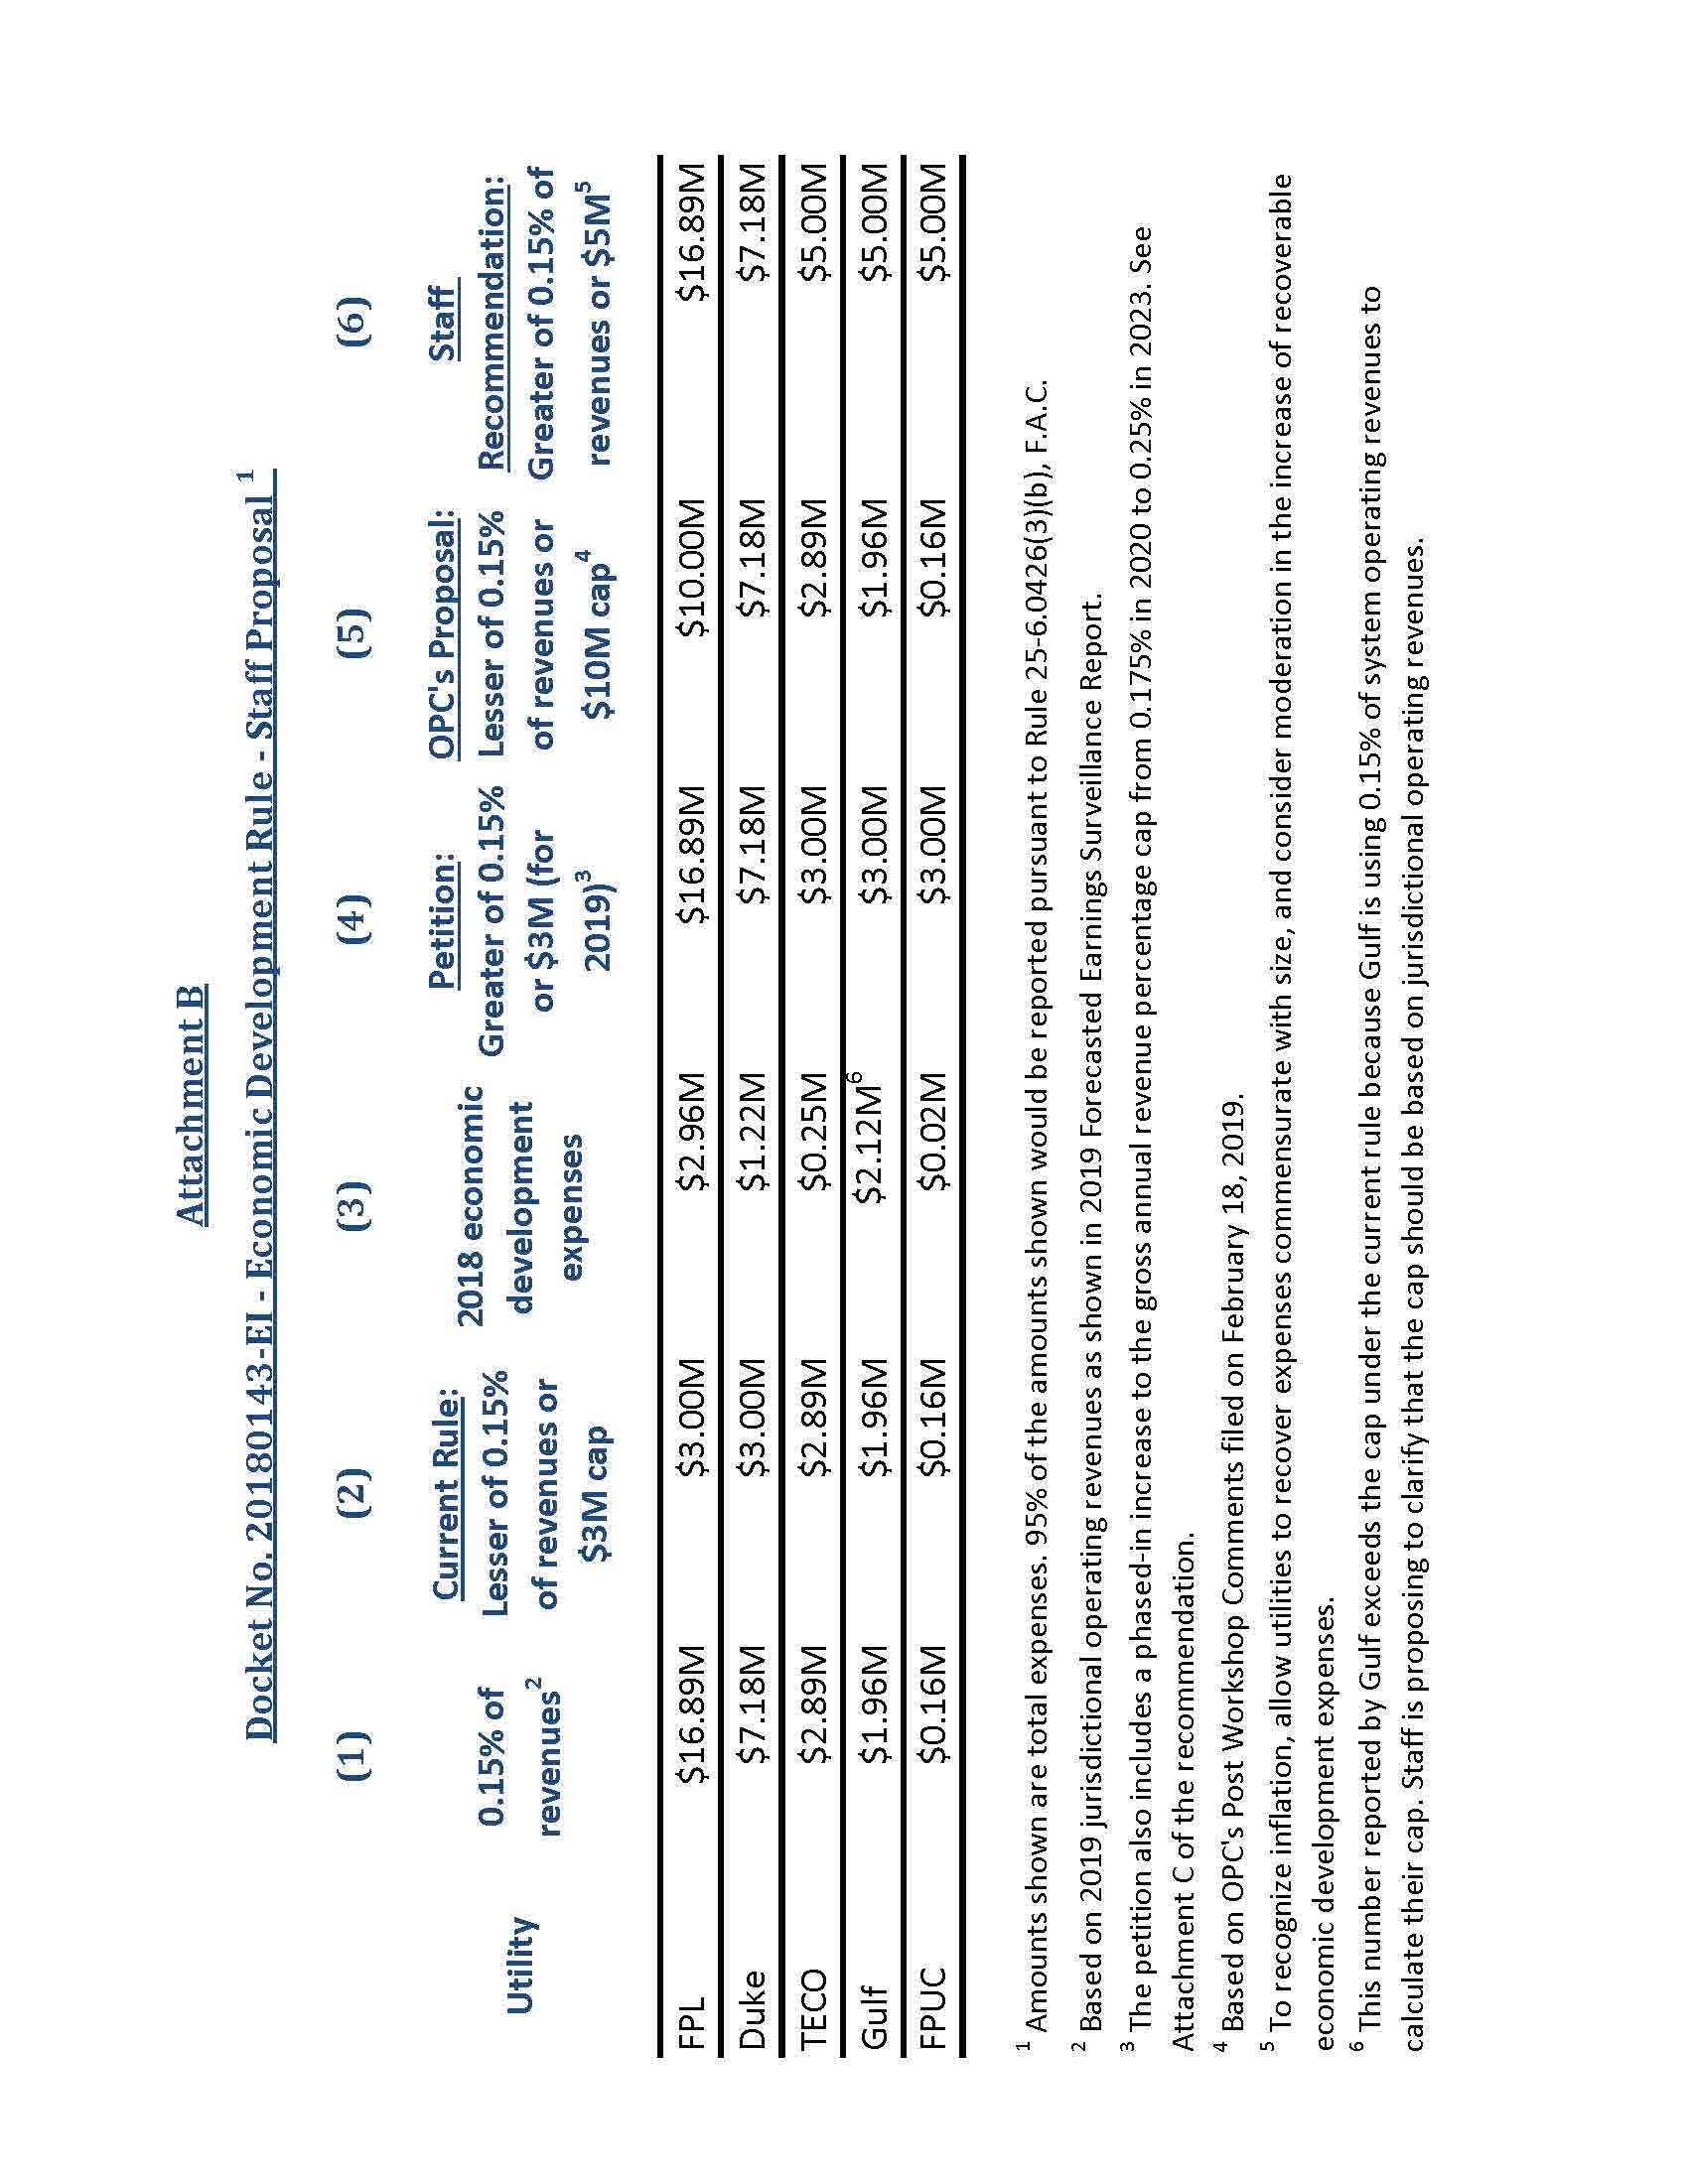 Attachment B
Docket No. 20180143-EI - Economic Development Rule - Staff Proposal 1
(1) (2) (3) (4) (5) (6)
Utility
0.15% of
revenues2
Current Rule:
Lesser of 0.15%
of revenues or
$3M cap
2018 economic
development
expenses
Petition:
Greater of 0.15%
or $3M (for
2019)3
OPC's Proposal:
Lesser of 0.15%
of revenues or
$10M cap4
Staff
Recommendation:
Greater of 0.15% of
revenues or $5M5
FPL $16.89M $3.00M $2.96M $16.89M $10.00M $16.89M
Duke $7.18M $3.00M $1.22M $7.18M $7.18M $7.18M
TECO $2.89M $2.89M $0.25M $3.00M $2.89M $5.00M
Gulf $1.96M $1.96M $2.12M6 $3.00M $1.96M $5.00M
FPUC $0.16M $0.16M $0.02M $3.00M $0.16M $5.00M
1 Amounts shown are total expenses. 95% of the amounts shown would be reported pursuant to Rule 25-6.0426(3)(b), F.A.C.
2 Based on 2019 jurisdictional operating revenues as shown in 2019 Forecasted Earnings Surveillance Report.
3 The petition also includes a phased-in increase to the gross annual revenue percentage cap from 0.175% in 2020 to 0.25% in 2023. See
Attachment C of the recommendation.
4 Based on OPC's Post Workshop Comments filed on February 18, 2019.
5 To recognize inflation, allow utilities to recover expenses commensurate with size, and consider moderation in the increase of recoverable
economic development expenses.
6 This number reported by Gulf exceeds the cap under the current rule because Gulf is using 0.15% of system operating revenues to
calculate their cap. Staff is proposing to clarify that the cap should be based on jurisdictional operating revenues.